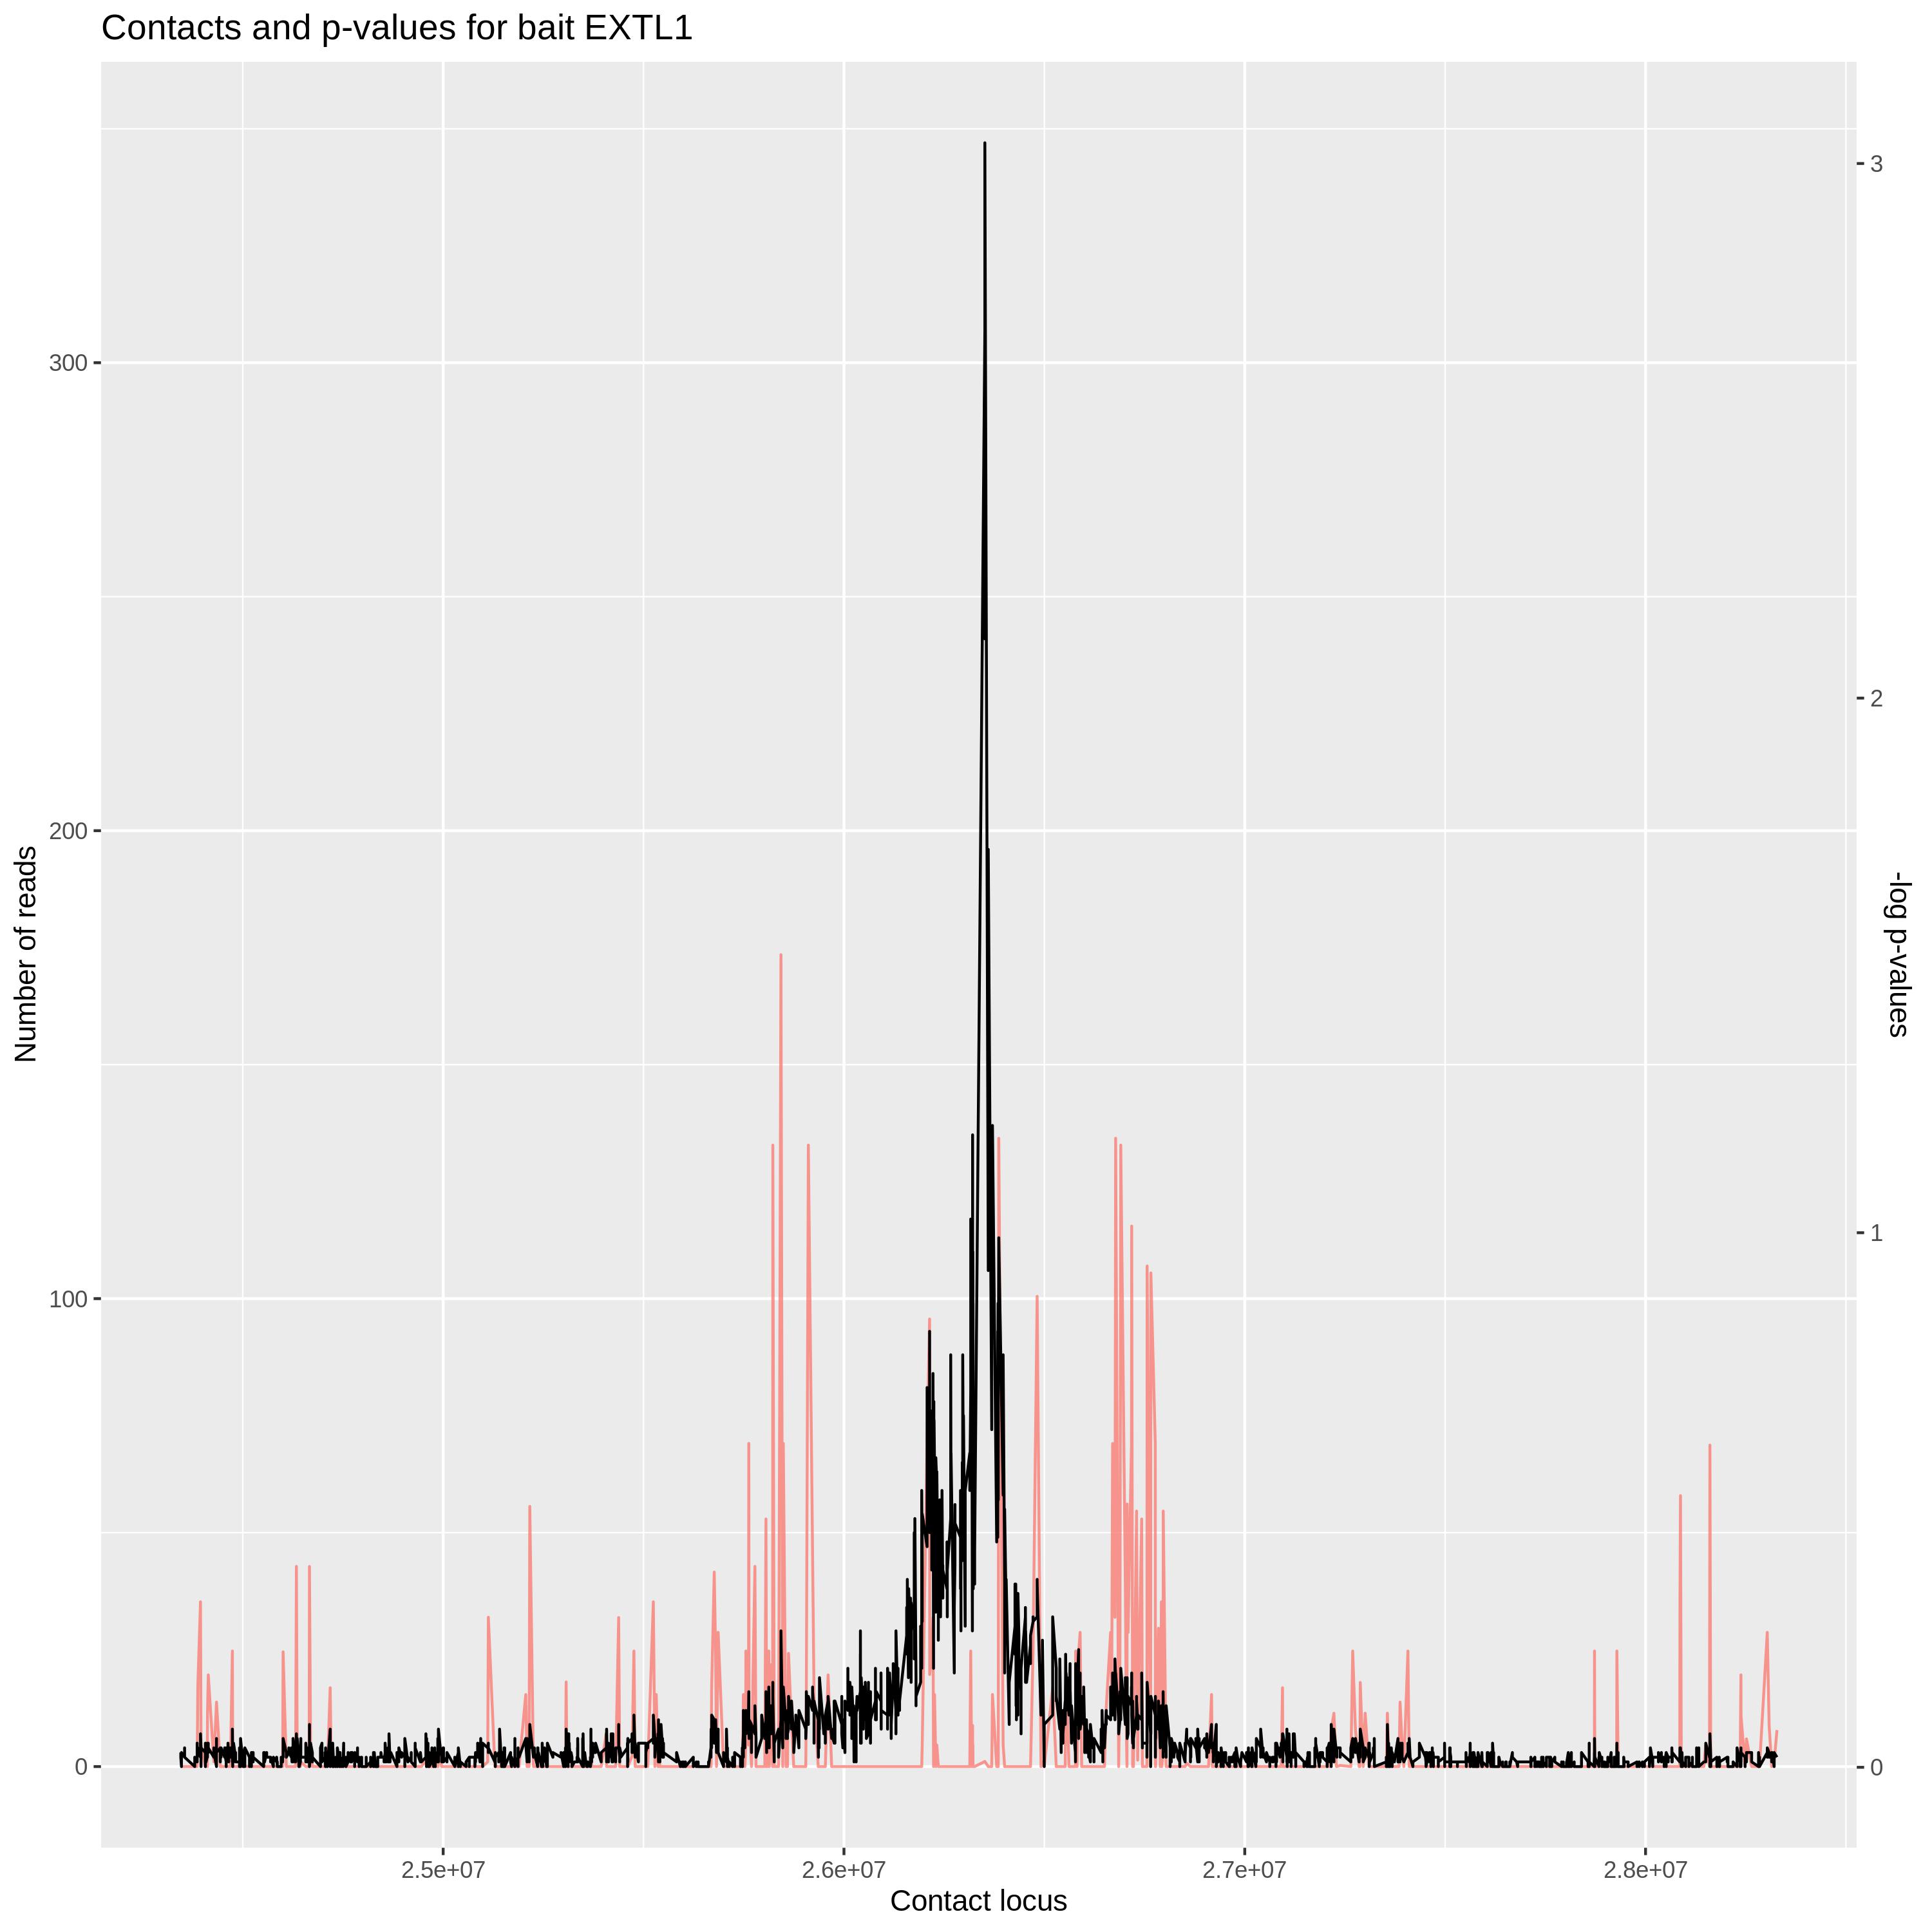 Contacts and p-values for bait EXTL1
300
200
100
0
3
2
1
0
Number of reads
-log p-values
2.5e+07
2.6e+07
2.7e+07
2.8e+07
Contact locus